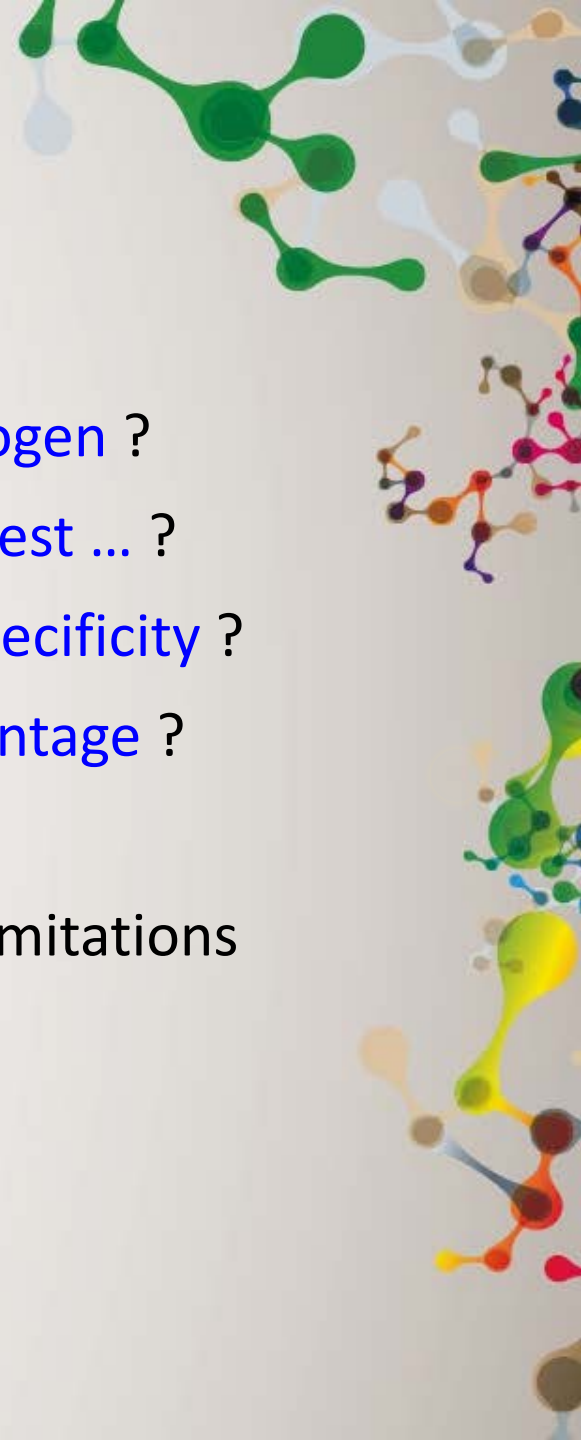 ogen ?
est ... ?
ecificity ?
ntage ?
mitations